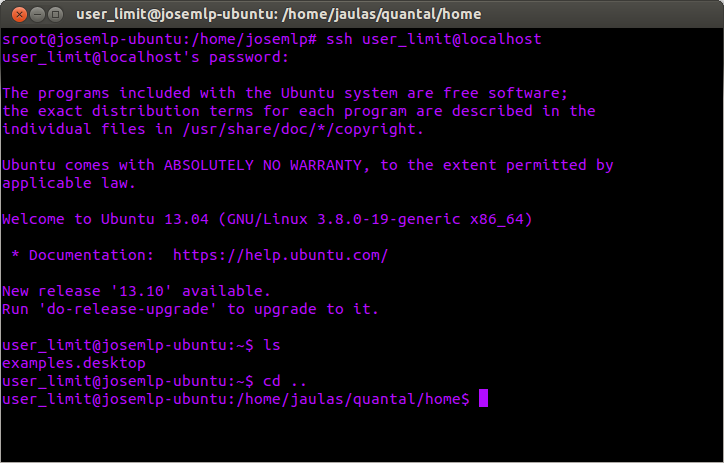 user_limit@josemlp-ubuntu: /home/jaulas/quantal/home
sroot@josemlp-ubuntu:/home/josemlp# ssh user_limit@localhost
user_limit@localhost's password:
The programs included with the Ubuntu system are free software;
the exact distribution terms for each program are described in the
individual files in /usr/share/doc/*/copyright.
Ubuntu comes with ABSOLUTELY NO WARRANTY, to the extent permitted by
applicable law.
Welcome to Ubuntu 13.04 (GNU/Linux 3.8.0-19-generic x86_64)
* Documentation:  https://help.ubuntu.com/
New release '13.10' available.
Run 'do-release-upgrade' to upgrade to it.
user_limit@josemlp-ubuntu:~$ ls
examples.desktop
user_limit@josemlp-ubuntu:~$ cd ..
user_limit@josemlp-ubuntu:/home/jaulas/quantal/home$